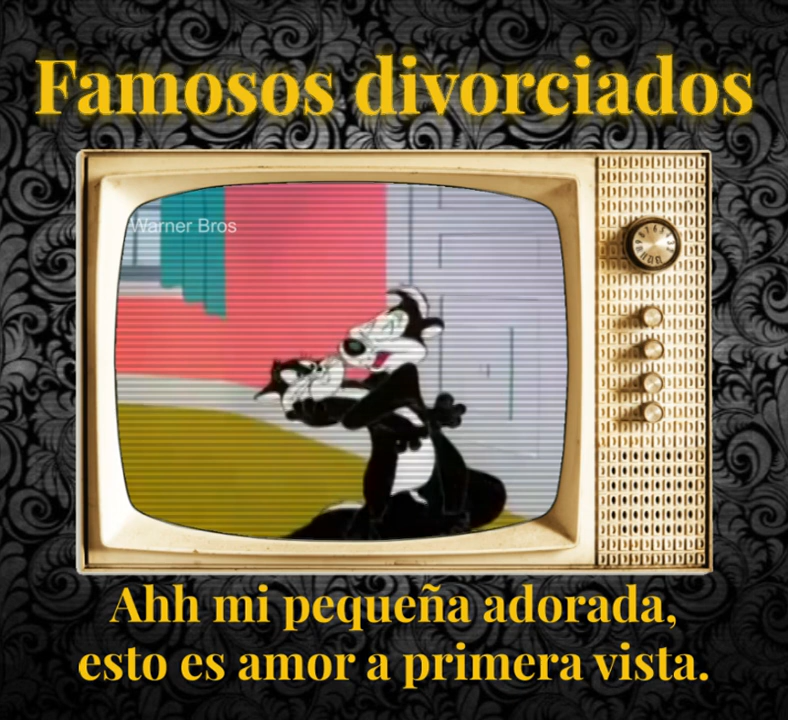 Famosos divorciados
Warner Bros
Ahh mi pequeña adorada,
esto es amor a primera vista.